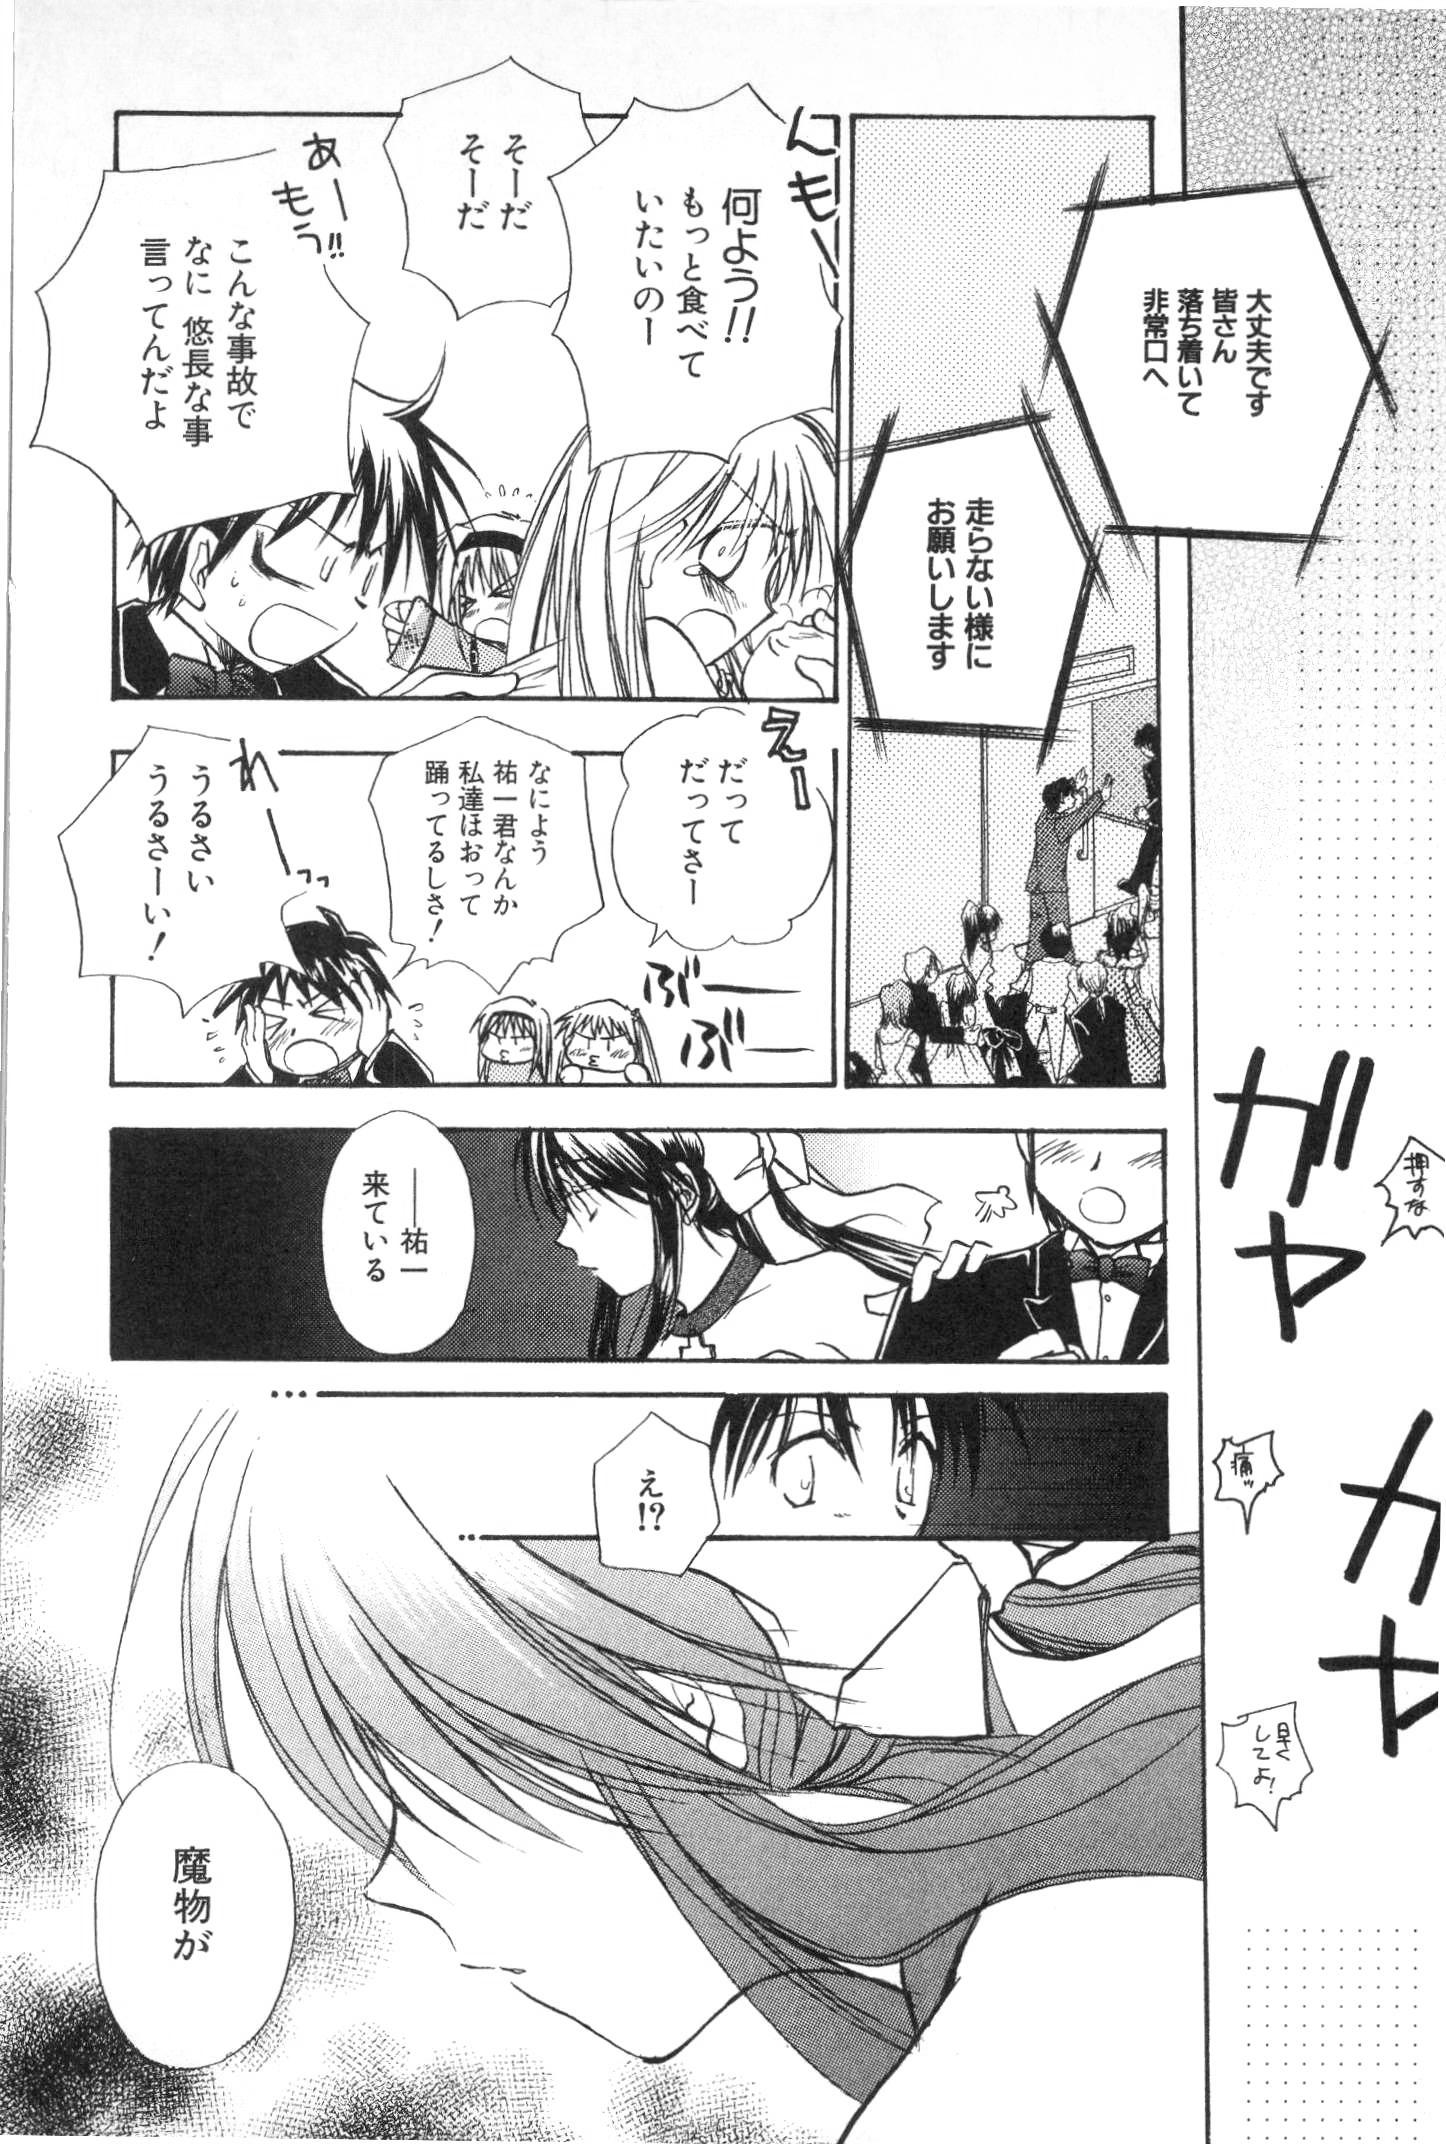 大丈夫です
皆さん
落ち着いて
非常口へ
走らない様に
お願いします
ガヤ
ガヤ
押すな
痛ッ
早く
してよ!
んもー
何よう!!
もっと食べて
いたいのー
そーだ
そーだ
あー
もう!!
こんな事故で
なに 悠長な事
言ってんだよ
えー
だって
だってさー
なによう
祐一君なんか
私達ほおって
踊ってるしさ!
ぶーー
ぶーー
わーーっっ
うるさい
うるさーい!
──祐一
来ている
え!?
魔物が